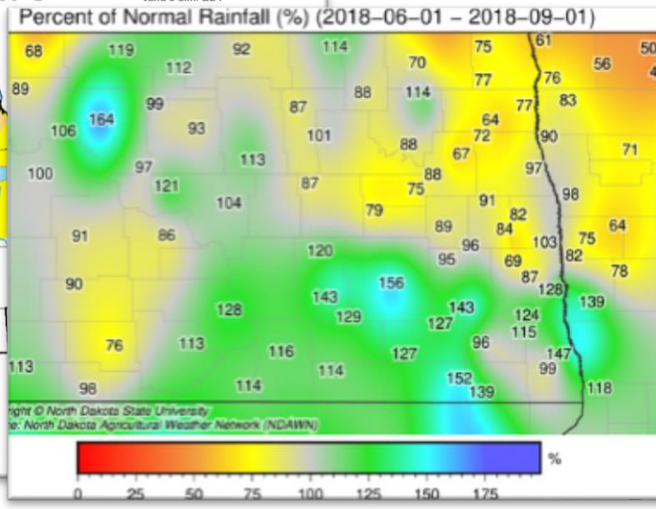 Percent of Normal Rainfall (%) (2018-06-01 - 2018-09-01)
68 119 92 114 75 61 50
112 70 56
89 88 114 77 76
99 87 77 83
164 64
106 93 101 72 90
88 67 71
113
100 97 87 88 97
121 75 98
104 79 91
82
91 86 89 84 103 75 64
120 96 82
95 69 78
90 156 87
143 128 139
128 129 143 124
127 115
76 113 116 127 96 147
113 114 99
98 114 152 139 118
right © North Dakota State University
e: North Dakota Agricultural Weather Network (NDAWN)
%
0 25 50 75 100 125 150 175